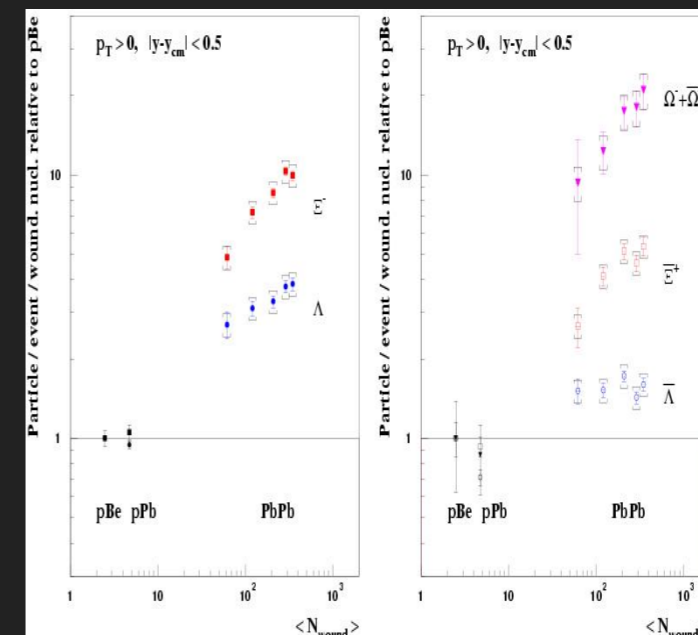 Particle / event / wound. nucl. relative to pBe
p_T > 0, |y-y_cm| < 0.5
10
1
Ξ⁻
Λ
pBe pPb PbPb
1 10 10² 10³
< N_wound >
Particle / event / wound. nucl. relative to pBe
p_T > 0, |y-y_cm| < 0.5
10
1
Ω⁻+Ω̅
Ξ̅⁺
Λ̅
pBe pPb PbPb
1 10 10² 10³
< N_wound